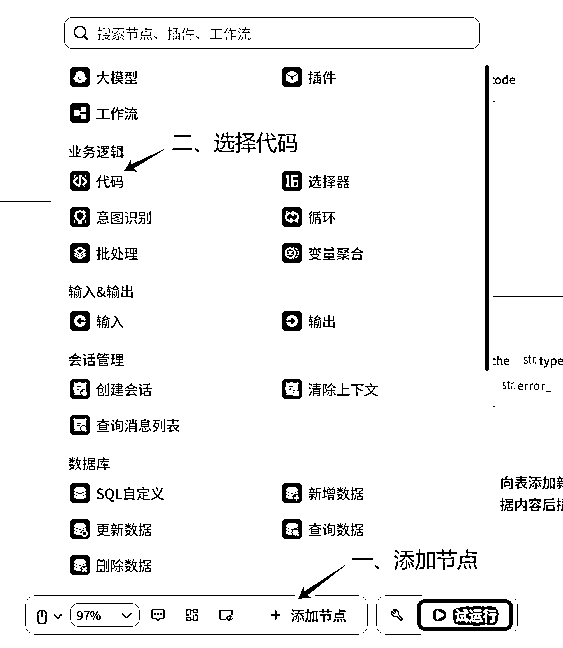 搜索节点、插件、工作流
大模型 插件
工作流
二、选择代码
业务逻辑
代码 选择器
意图识别 循环
批处理 变量聚合
输入&输出
输入 输出
会话管理
创建会话 清除上下文
查询消息列表
数据库
SQL自定义 新增数据
更新数据 查询数据
删除数据
一、添加节点
97% + 添加节点 试运行
code
the str.type
str.error_
向表添加新
据内容后